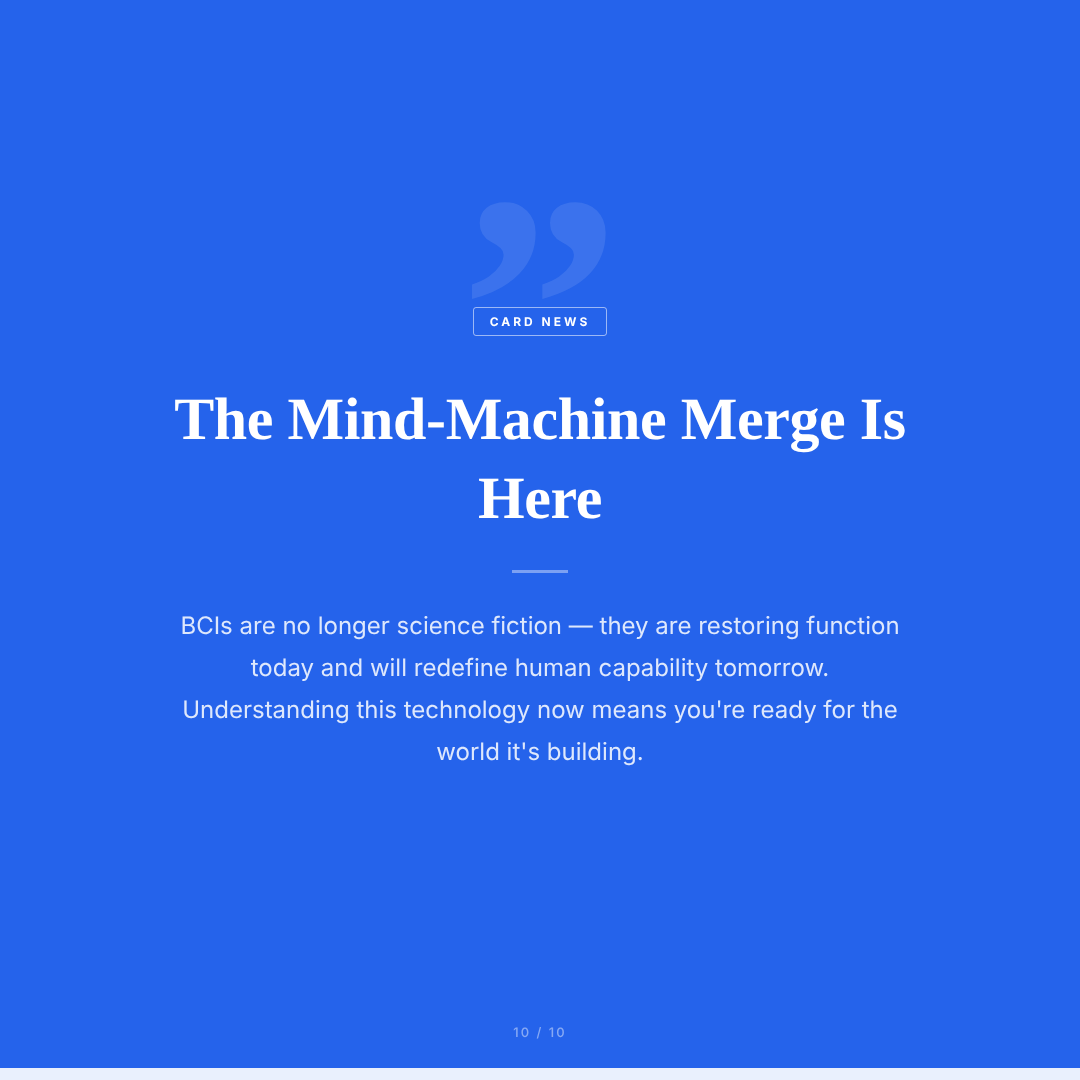 ”
CARD NEWS
The Mind-Machine Merge Is
Here
BCIs are no longer science fiction — they are restoring function
today and will redefine human capability tomorrow.
Understanding this technology now means you're ready for the
world it's building.
10 / 10